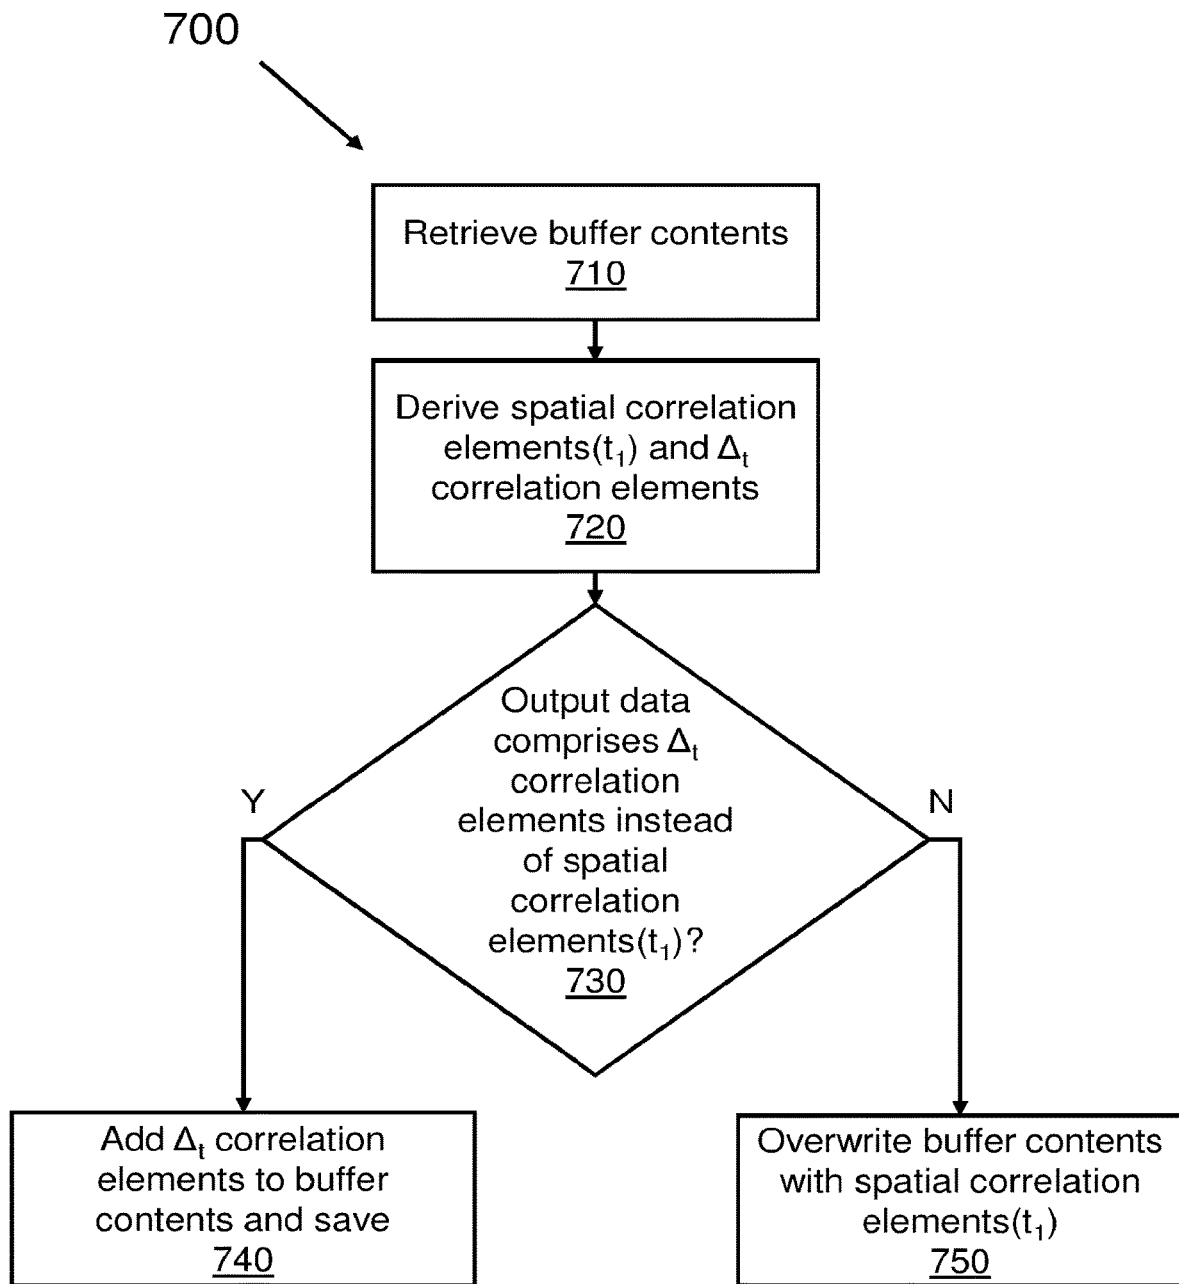 700
Retrieve buffer contents
710
Derive spatial correlation
elements(t₁) and Δₜ
correlation elements
720
Output data
comprises Δₜ
correlation
elements instead
of spatial
correlation
elements(t₁)?
730
Y
N
Add Δₜ correlation
elements to buffer
contents and save
740
Overwrite buffer contents
with spatial correlation
elements(t₁)
750